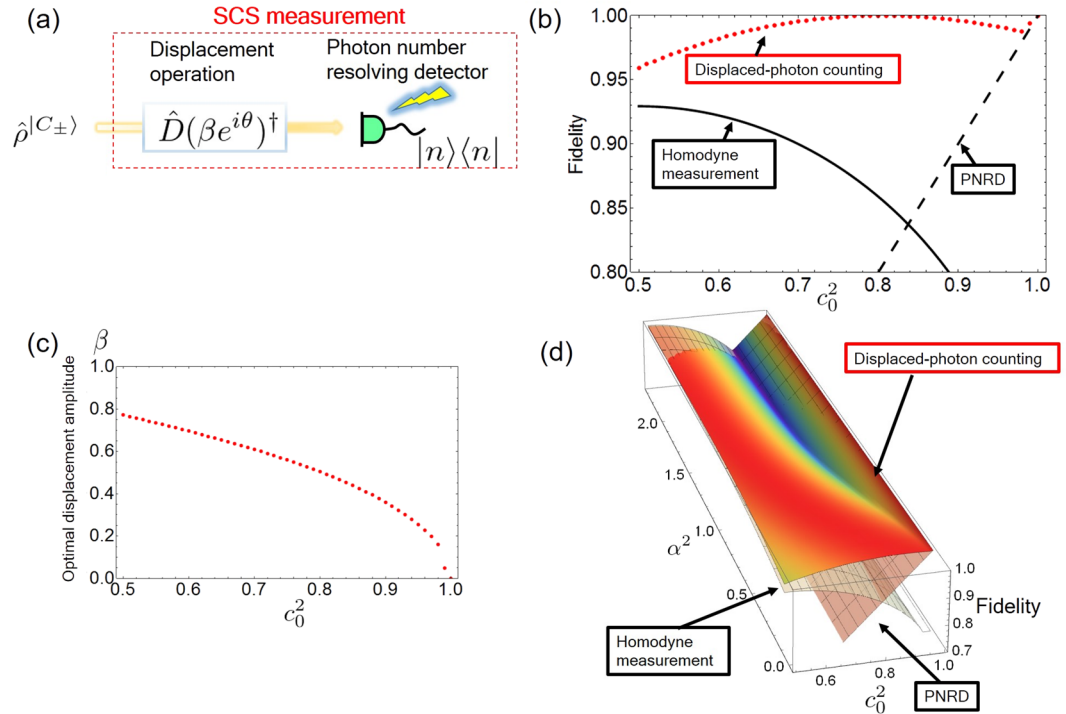 (a)
SCS measurement
Displacement
operation
Photon number
resolving detector
ρ̂^|C±⟩
D̂(βe^{iθ})†
|n⟩⟨n|
(b)
Fidelity
1.00
0.95
0.90
0.85
0.80
Displaced-photon counting
Homodyne
measurement
PNRD
0.5 0.6 0.7 0.8 0.9 1.0
c₀²
(c)
β
Optimal displacement amplitude
1.0
0.8
0.6
0.4
0.2
0.0
0.5 0.6 0.7 0.8 0.9 1.0
c₀²
(d)
Displaced-photon counting
2.0
1.5
1.0
0.5
0.0
α²
1.0
0.9
0.8
0.7
Fidelity
Homodyne
measurement
0.6 0.8 1.0
c₀²
PNRD